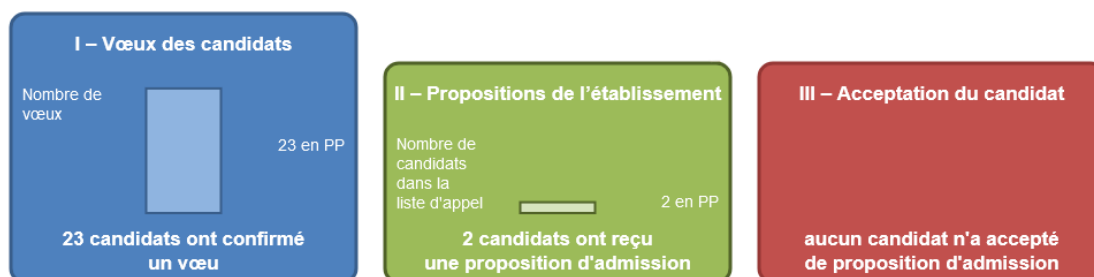 I – Vœux des candidats
Nombre de
vœux
23 en PP
23 candidats ont confirmé
un vœu
II – Propositions de l'établissement
Nombre de
candidats
dans la
liste d'appel
2 en PP
2 candidats ont reçu
une proposition d'admission
III – Acceptation du candidat
aucun candidat n'a accepté
de proposition d'admission